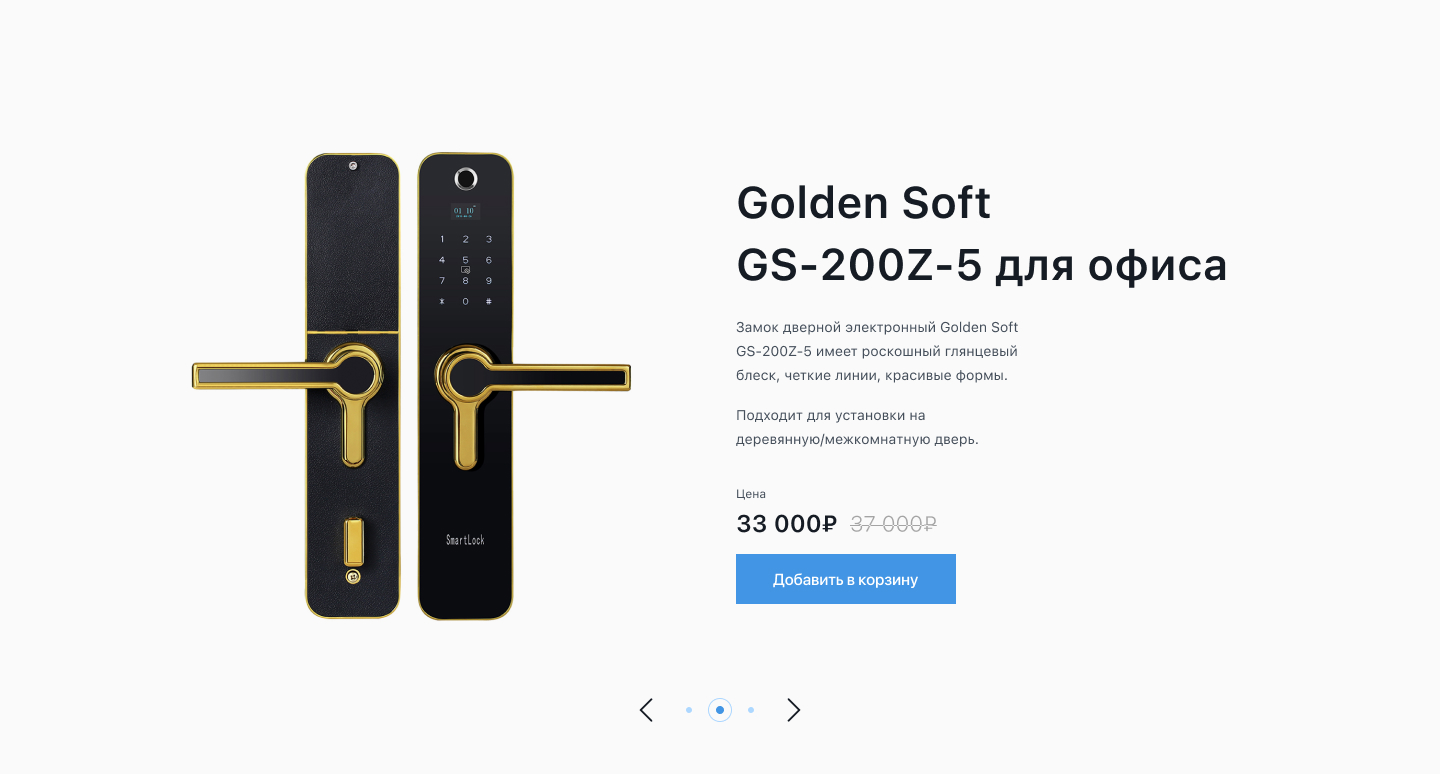 01 10
1 2 3
4 5 6
7 8 9
* 0 #
SmartLock
Golden Soft
GS-200Z-5 для офиса
Замок дверной электронный Golden Soft
GS-200Z-5 имеет роскошный глянцевый
блеск, четкие линии, красивые формы.
Подходит для установки на
деревянную/межкомнатную дверь.
Цена
33 000₽ 37 000₽
Добавить в корзину